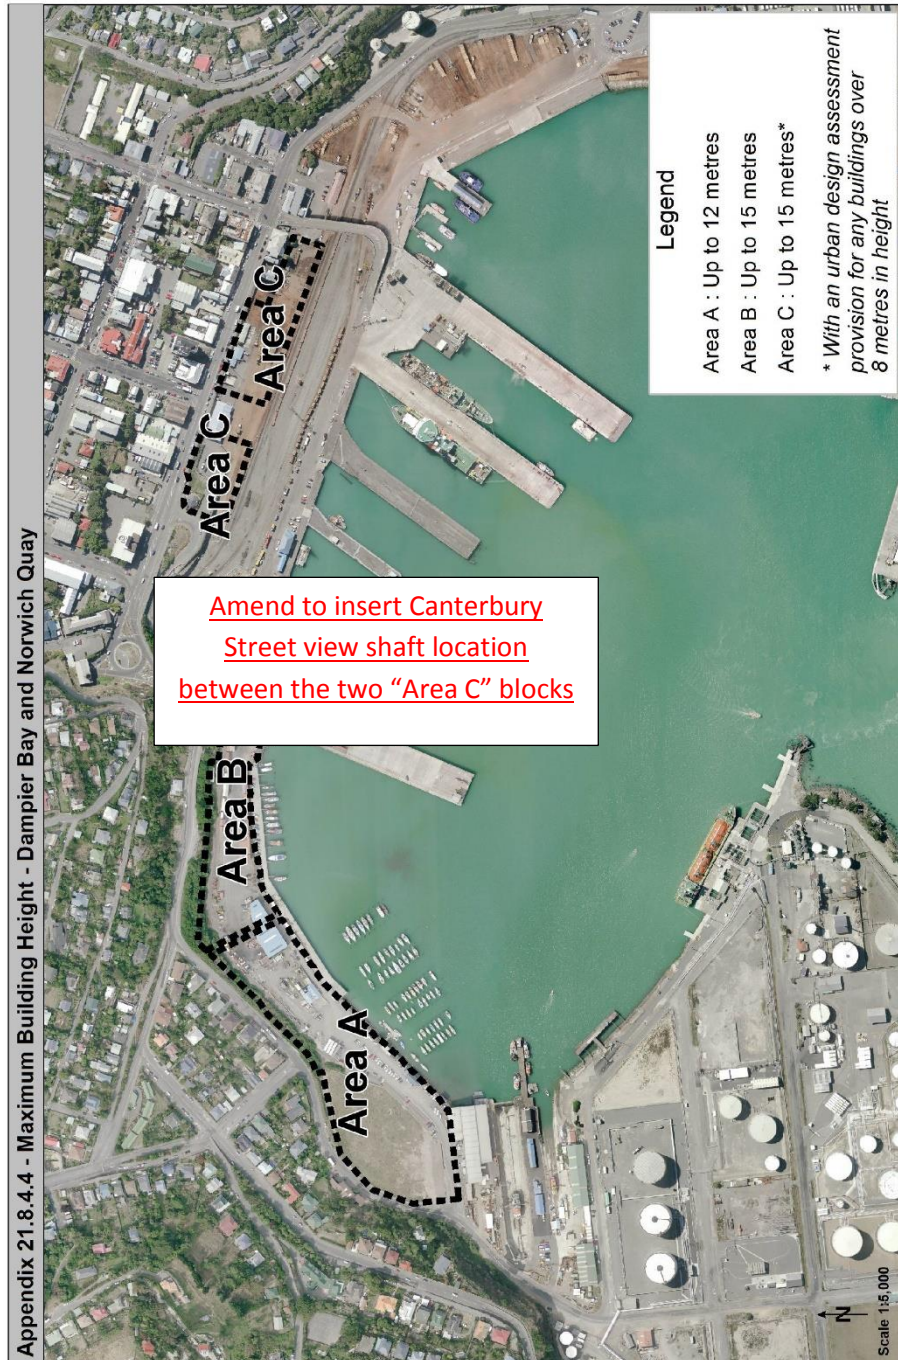 Appendix 21.8.4.4 - Maximum Building Height - Dampier Bay and Norwich Quay
Area C
Area C
Area B
Area A
Amend to insert Canterbury
Street view shaft location
between the two “Area C” blocks
Legend
Area A : Up to 12 metres
Area B : Up to 15 metres
Area C : Up to 15 metres*
* With an urban design assessment
provision for any buildings over
8 metres in height
N
Scale 1:5,000